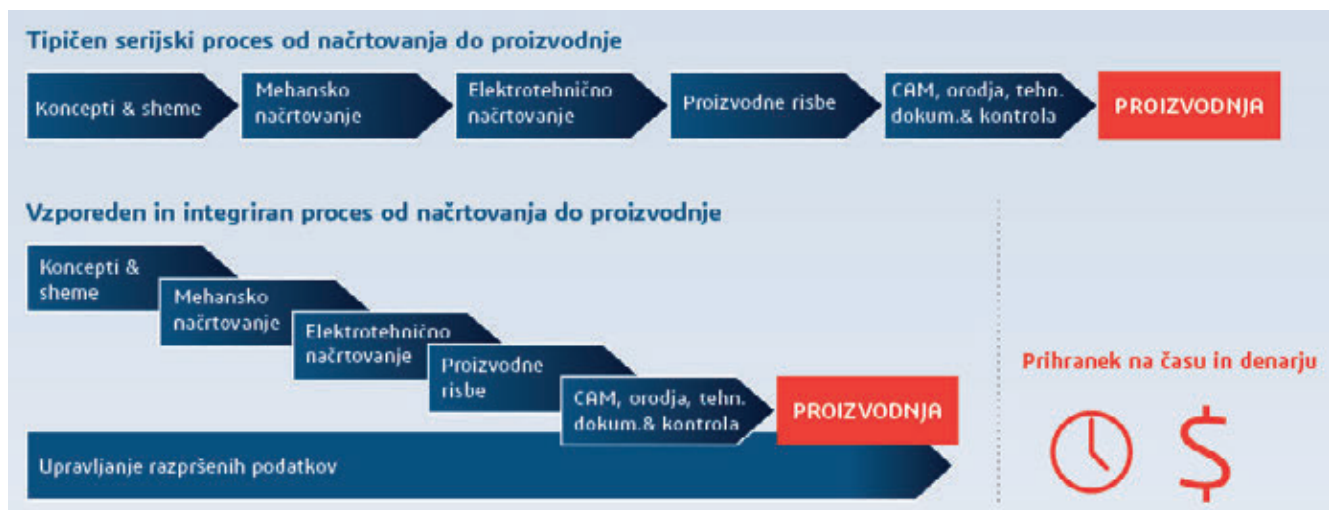 Tipičen serijski proces od načrtovanja do proizvodnje
Koncepti & sheme
Mehansko
načrtovanje
Elektrotehnično
načrtovanje
Proizvodne risbe
CAM, orodja, tehn.
dokum.& kontrola
PROIZVODNJA
Vzporeden in integriran proces od načrtovanja do proizvodnje
Koncepti &
sheme
Mehansko
načrtovanje
Elektrotehnično
načrtovanje
Proizvodne
risbe
CAM, orodja, tehn.
dokum.& kontrola
PROIZVODNJA
Upravljanje razpršenih podatkov
Prihranek na času in denarju
$